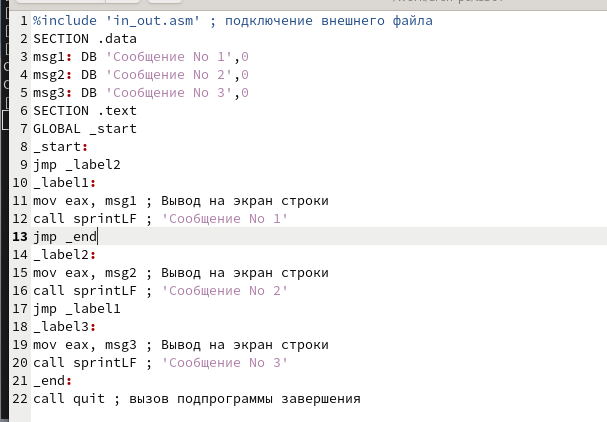 1 %include 'in_out.asm' ; подключение внешнего файла
2 SECTION .data
3 msg1: DB 'Сообщение No 1',0
4 msg2: DB 'Сообщение No 2',0
5 msg3: DB 'Сообщение No 3',0
6 SECTION .text
7 GLOBAL _start
8 _start:
9 jmp _label2
10 _label1:
11 mov eax, msg1 ; Вывод на экран строки
12 call sprintLF ; 'Сообщение No 1'
13 jmp _end
14 _label2:
15 mov eax, msg2 ; Вывод на экран строки
16 call sprintLF ; 'Сообщение No 2'
17 jmp _label1
18 _label3:
19 mov eax, msg3 ; Вывод на экран строки
20 call sprintLF ; 'Сообщение No 3'
21 _end:
22 call quit ; вызов подпрограммы завершения